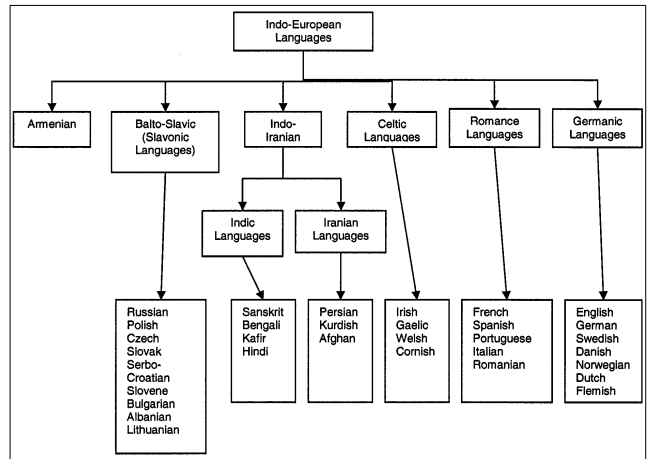 Indo-European
Languages
Armenian
Balto-Slavic
(Slavonic
Languages)
Indo-
Iranian
Celtic
Languages
Romance
Languages
Germanic
Languages
Indic
Languages
Iranian
Languages
Russian
Polish
Czech
Slovak
Serbo-
Croatian
Slovene
Bulgarian
Albanian
Lithuanian
Sanskrit
Bengali
Kafir
Hindi
Persian
Kurdish
Afghan
Irish
Gaelic
Welsh
Cornish
French
Spanish
Portuguese
Italian
Romanian
English
German
Swedish
Danish
Norwegian
Dutch
Flemish